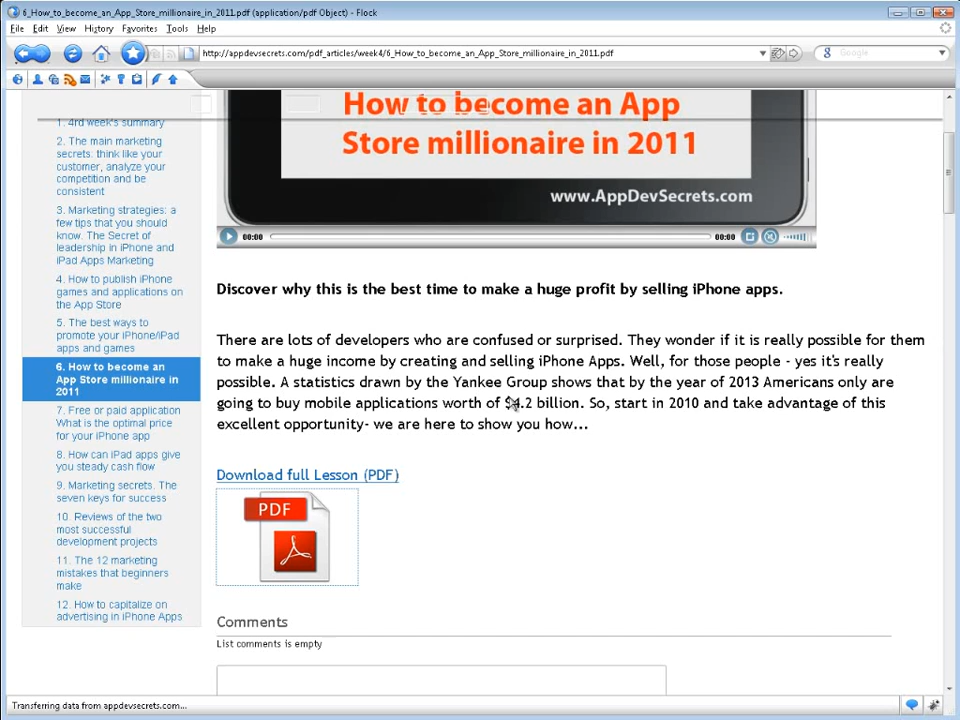 6_How_to_become_an_App_Store_millionaire_in_2011.pdf (application/pdf Object) - Flock
File Edit View History Favorites Tools Help
http://appdevsecrets.com/pdf_articles/week4/6_How_to_become_an_App_Store_millionaire_in_2011.pdf
Google
How to become an App
Store millionaire in 2011
www.AppDevSecrets.com
00:00 00:00
1. 4rd week's summary
2. The main marketing
secrets: think like your
customer, analyze your
competition and be
consistent
3. Marketing strategies: a
few tips that you should
know. The Secret of
leadership in iPhone and
iPad Apps Marketing
4. How to publish iPhone
games and applications on
the App Store
5. The best ways to
promote your iPhone/iPad
apps and games
6. How to become an
App Store millionaire in
2011
7. Free or paid application
What is the optimal price
for your iPhone app
8. How can iPad apps give
you steady cash flow
9. Marketing secrets. The
seven keys for success
10. Reviews of the two
most successful
development projects
11. The 12 marketing
mistakes that beginners
make
12. How to capitalize on
advertising in iPhone Apps
Discover why this is the best time to make a huge profit by selling iPhone apps.
There are lots of developers who are confused or surprised. They wonder if it is really possible for them
to make a huge income by creating and selling iPhone Apps. Well, for those people - yes it's really
possible. A statistics drawn by the Yankee Group shows that by the year of 2013 Americans only are
going to buy mobile applications worth of $4.2 billion. So, start in 2010 and take advantage of this
excellent opportunity- we are here to show you how...
Download full Lesson (PDF)
PDF
Comments
List comments is empty
Transferring data from appdevsecrets.com...